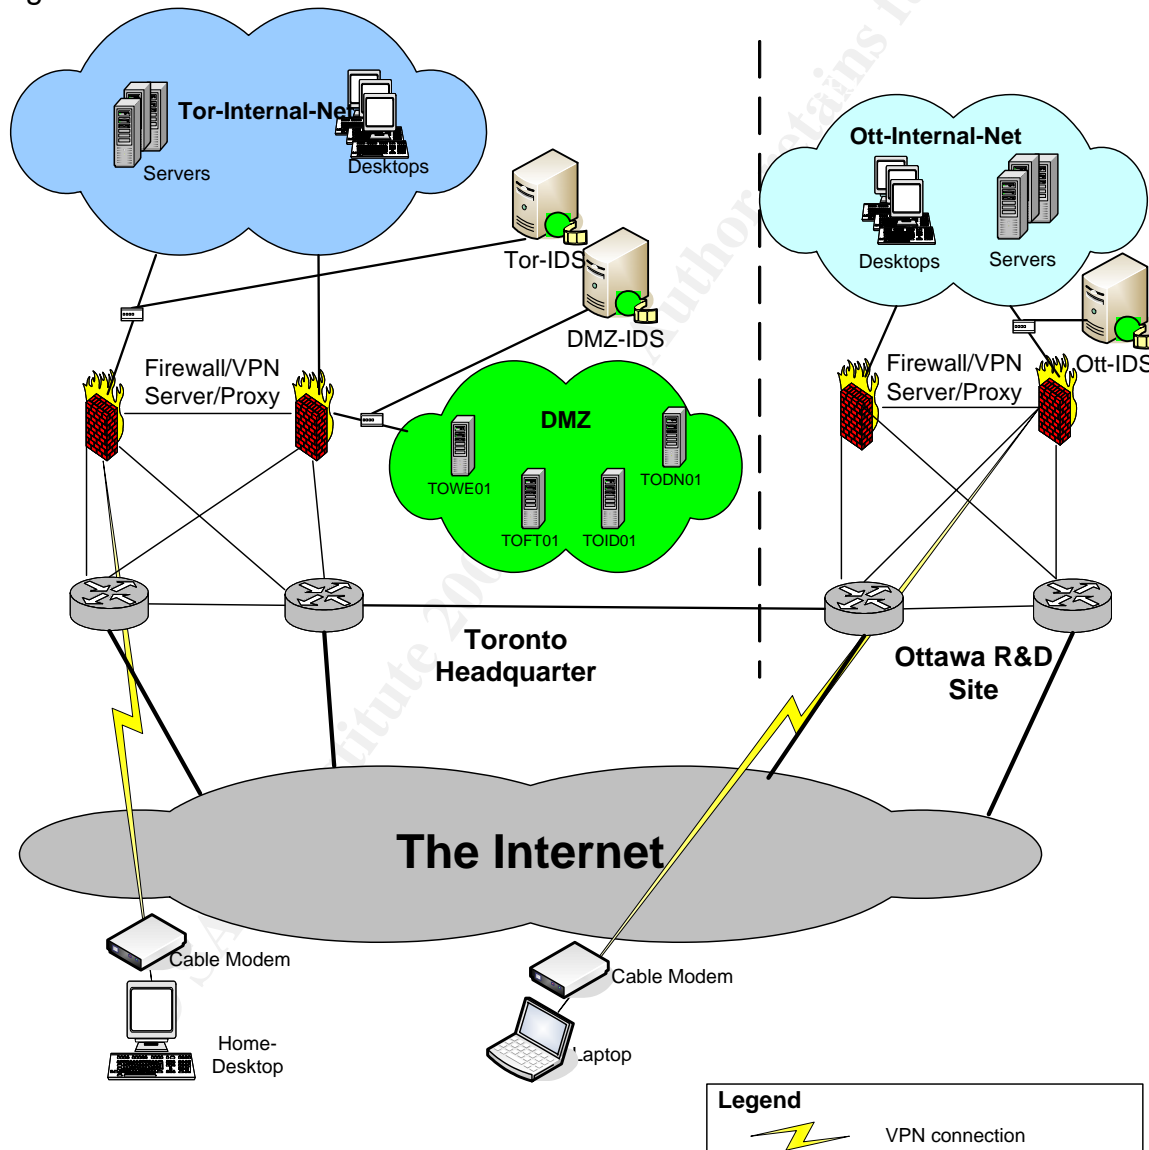 Tor-Internal-Net
Servers
Desktops
Ott-Internal-Net
Desktops
Servers
Tor-IDS
DMZ-IDS
Ott-IDS
Firewall/VPN
Server/Proxy
Firewall/VPN
Server/Proxy
DMZ
TOWE01
TODN01
TOFT01
TOID01
Toronto
Headquarter
Ottawa R&D
Site
The Internet
Cable Modem
Cable Modem
Home-
Desktop
Laptop
Legend
VPN connection
Author retains